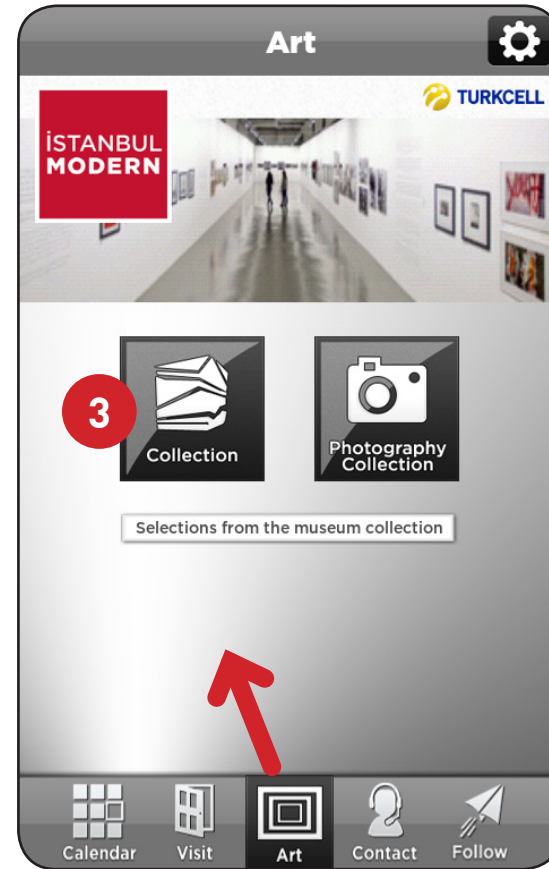 Art
TURKCELL
İSTANBUL
MODERN
3
Collection
Photography
Collection
Selections from the museum collection
Calendar
Visit
Art
Contact
Follow